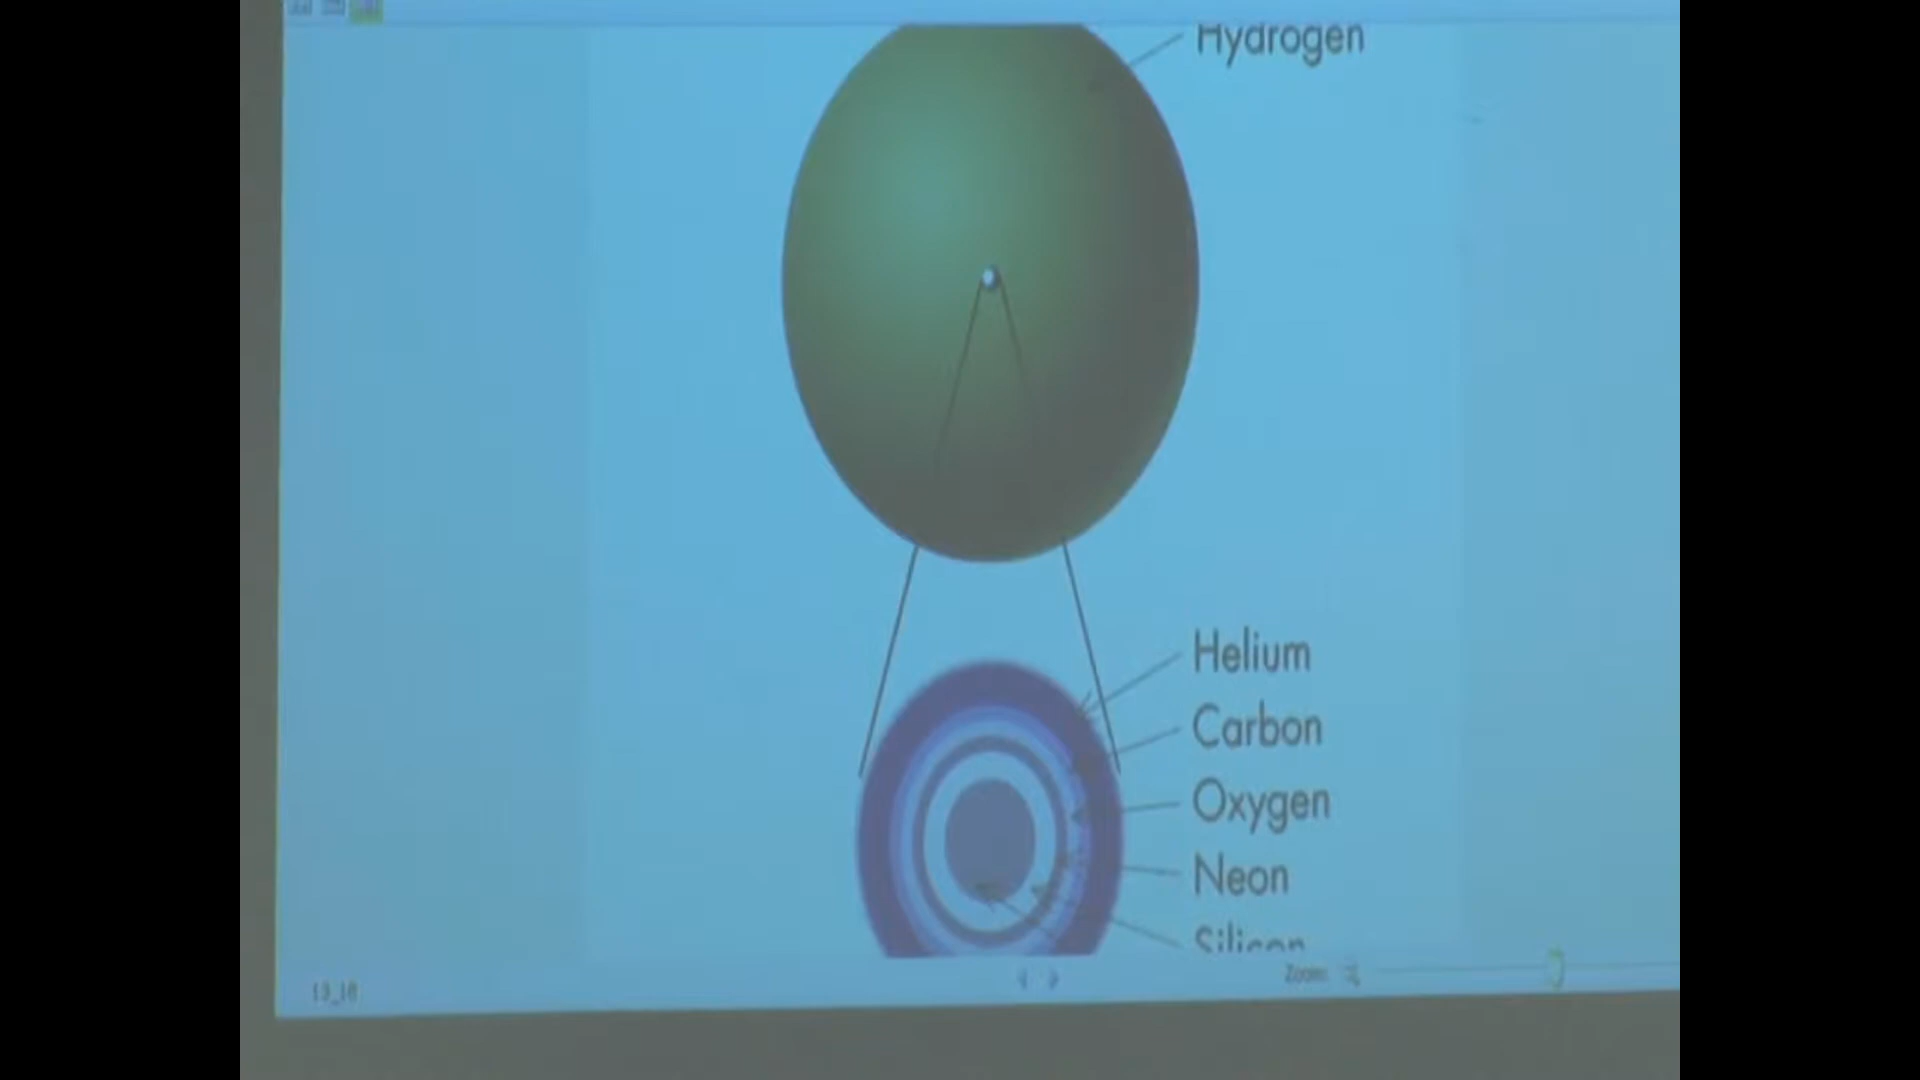 Hydrogen
Helium
Carbon
Oxygen
Neon
Silicon
Zoom